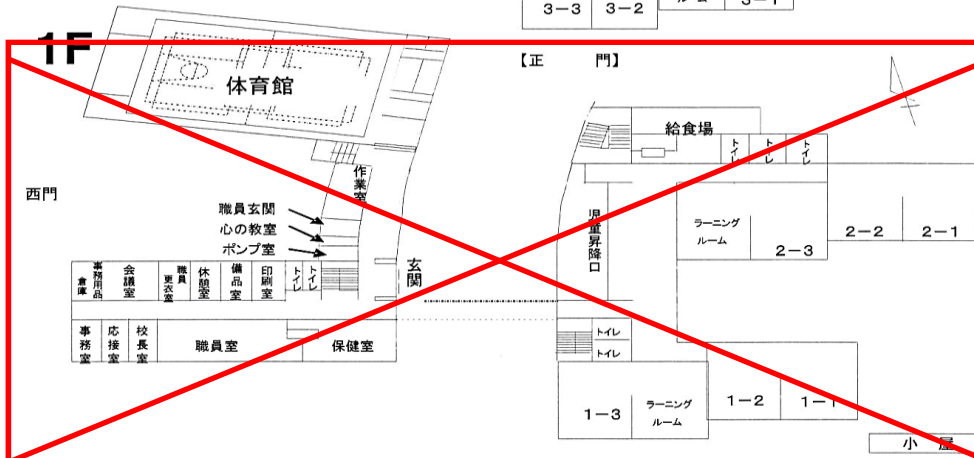 3-3
3-2
ルーム
3-1
1F
体育館
【正　　門】
給食場
トイレ
トイレ
トイレ
西門
作業室
職員玄関
心の教室
ポンプ室
児童昇降口
ラーニング
ルーム
2-3
2-2
2-1
倉庫
事務用品
会議室
職員
更衣室
休憩室
備品室
印刷室
トイレ
トイレ
玄関
事務室
応接室
校長室
職員室
保健室
トイレ
トイレ
1-3
ラーニング
ルーム
1-2
1-1
小　屋